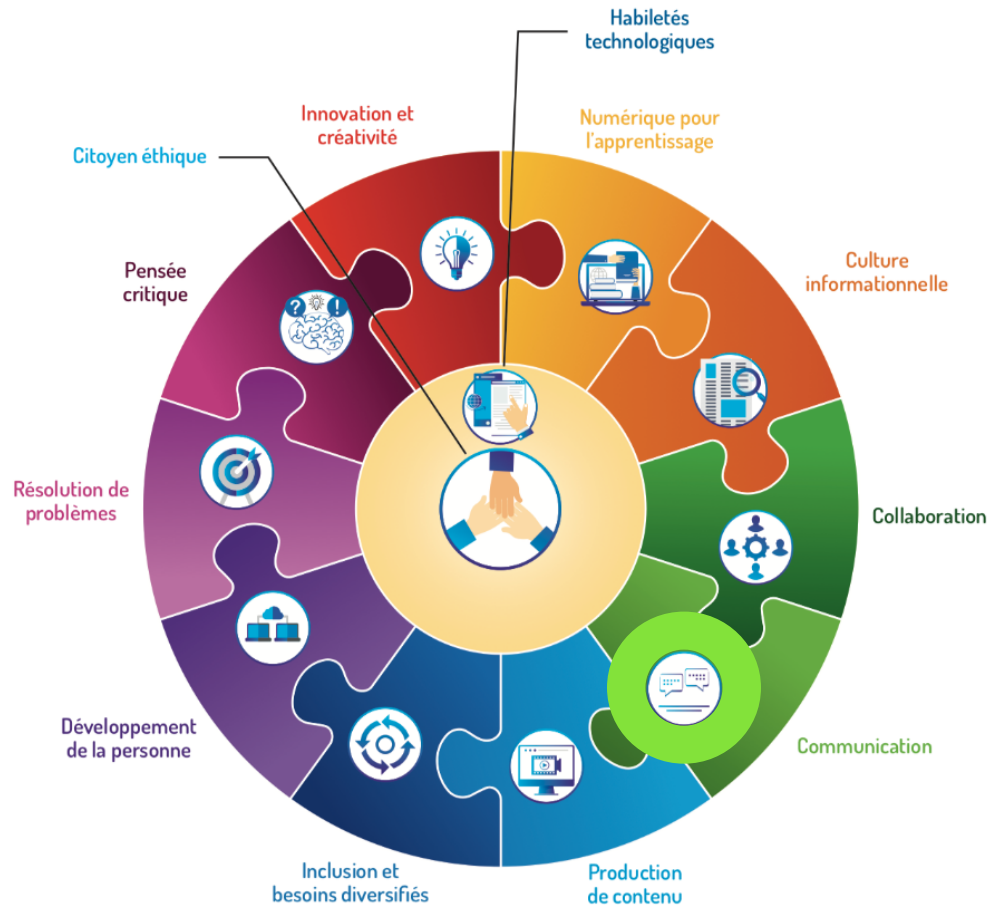 Habiletés
technologiques
Innovation et
créativité
Numérique pour
l'apprentissage
Citoyen éthique
Pensée
critique
Culture
informationnelle
Résolution de
problèmes
Collaboration
Développement
de la personne
Communication
Inclusion et
besoins diversifiés
Production
de contenu
? !